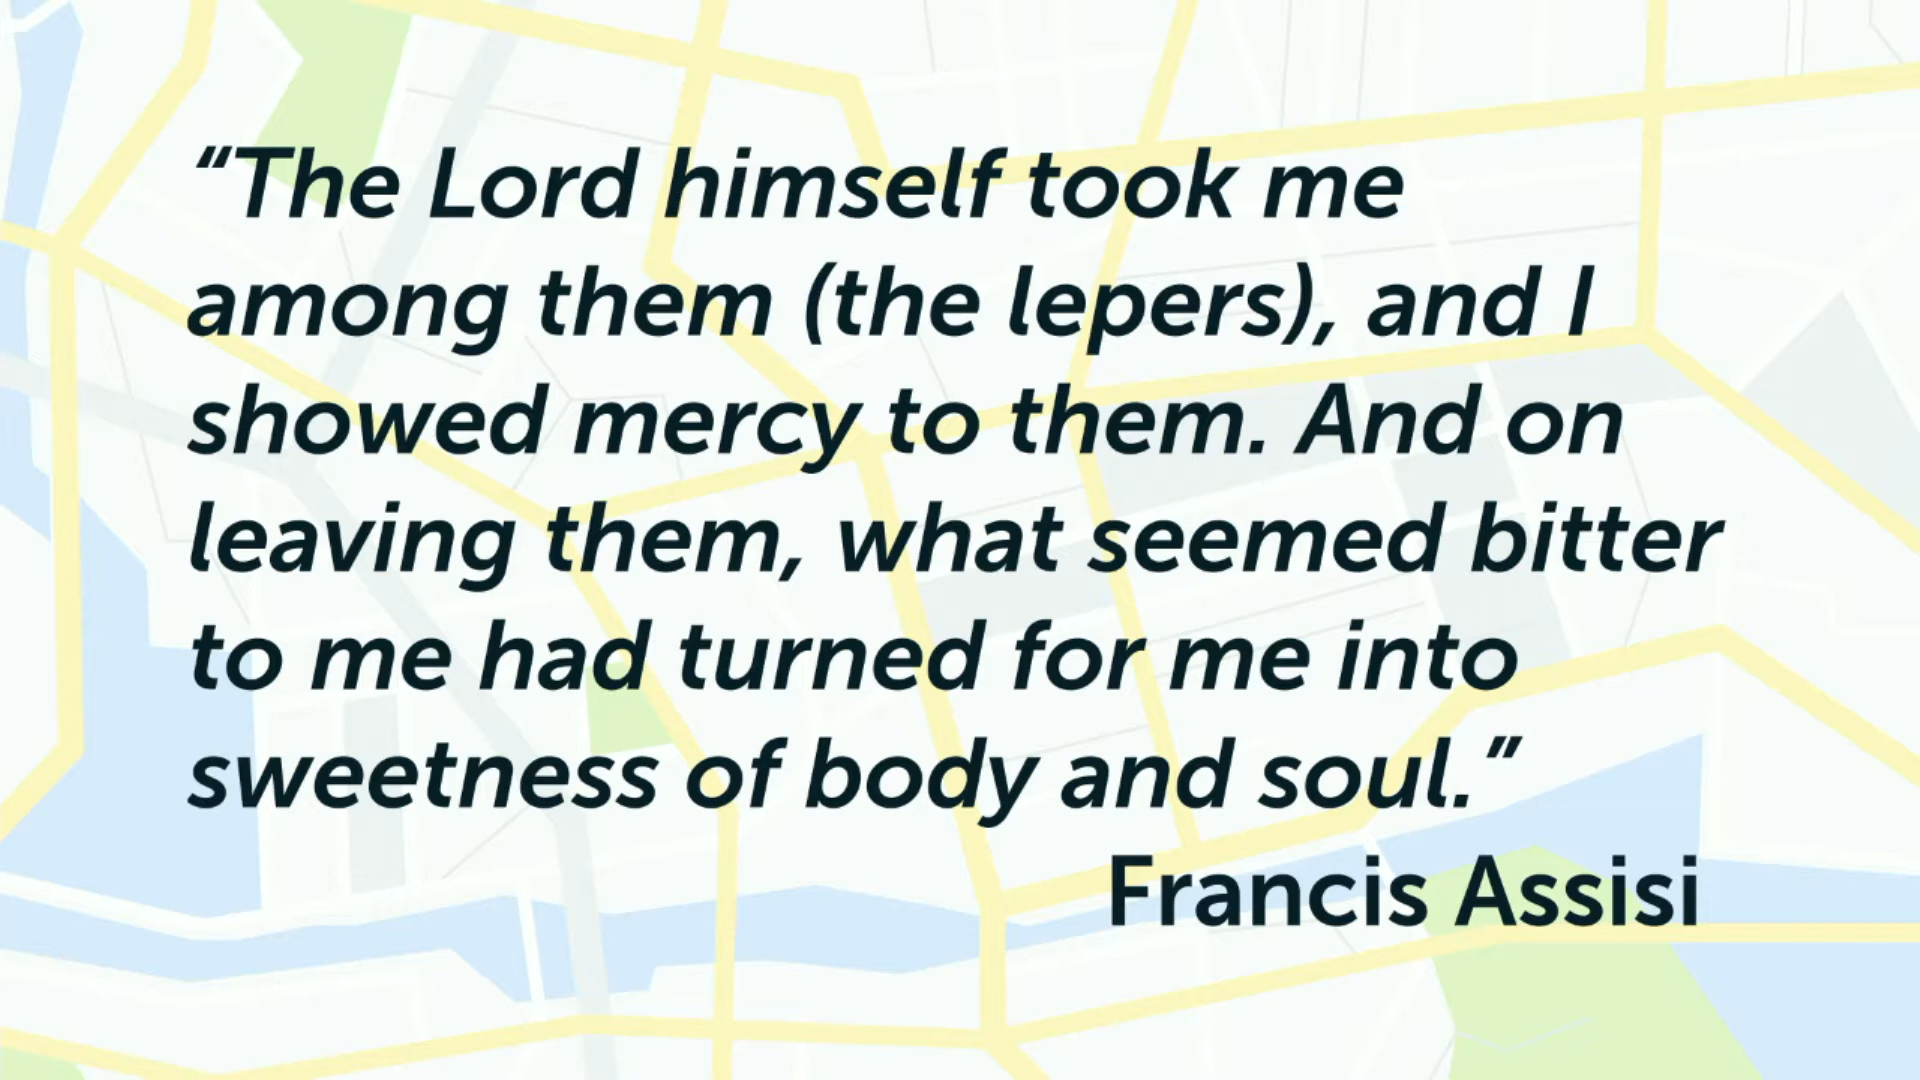 “The Lord himself took me
among them (the lepers), and I
showed mercy to them. And on
leaving them, what seemed bitter
to me had turned for me into
sweetness of body and soul.”
Francis Assisi